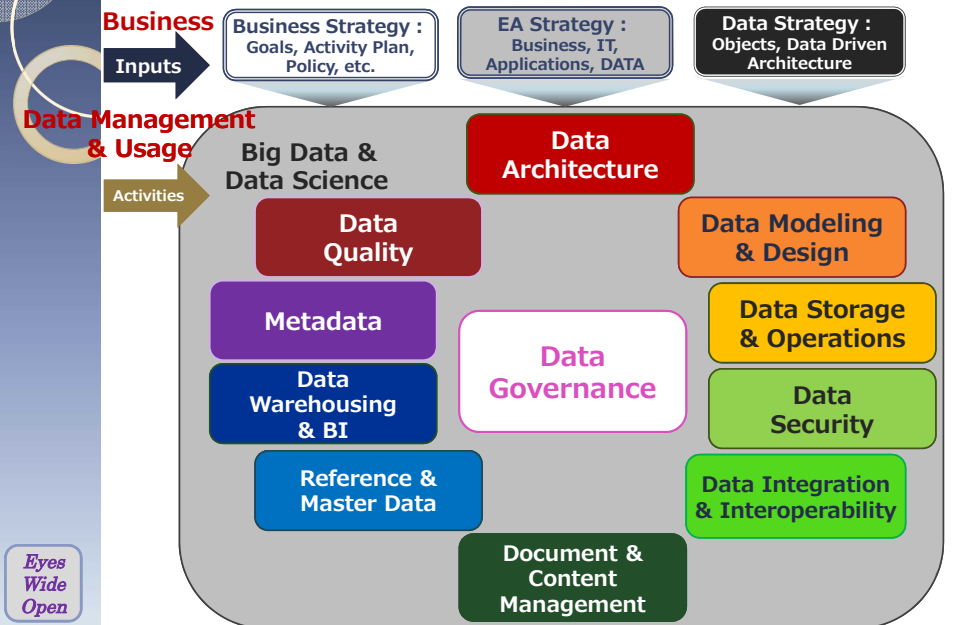 Business
Inputs
Business Strategy :
Goals, Activity Plan,
Policy, etc.
EA Strategy :
Business, IT,
Applications, DATA
Data Strategy :
Objects, Data Driven
Architecture
Data Management
& Usage
Activities
Big Data &
Data Science
Data
Architecture
Data
Quality
Data Modeling
& Design
Metadata
Data Storage
& Operations
Data
Governance
Data
Warehousing
& BI
Data
Security
Reference &
Master Data
Data Integration
& Interoperability
Document &
Content
Management
Eyes
Wide
Open